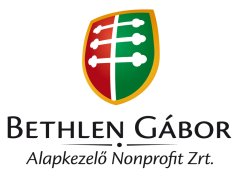 BETHLEN GÁBOR
Alapkezelő Nonprofit Zrt.